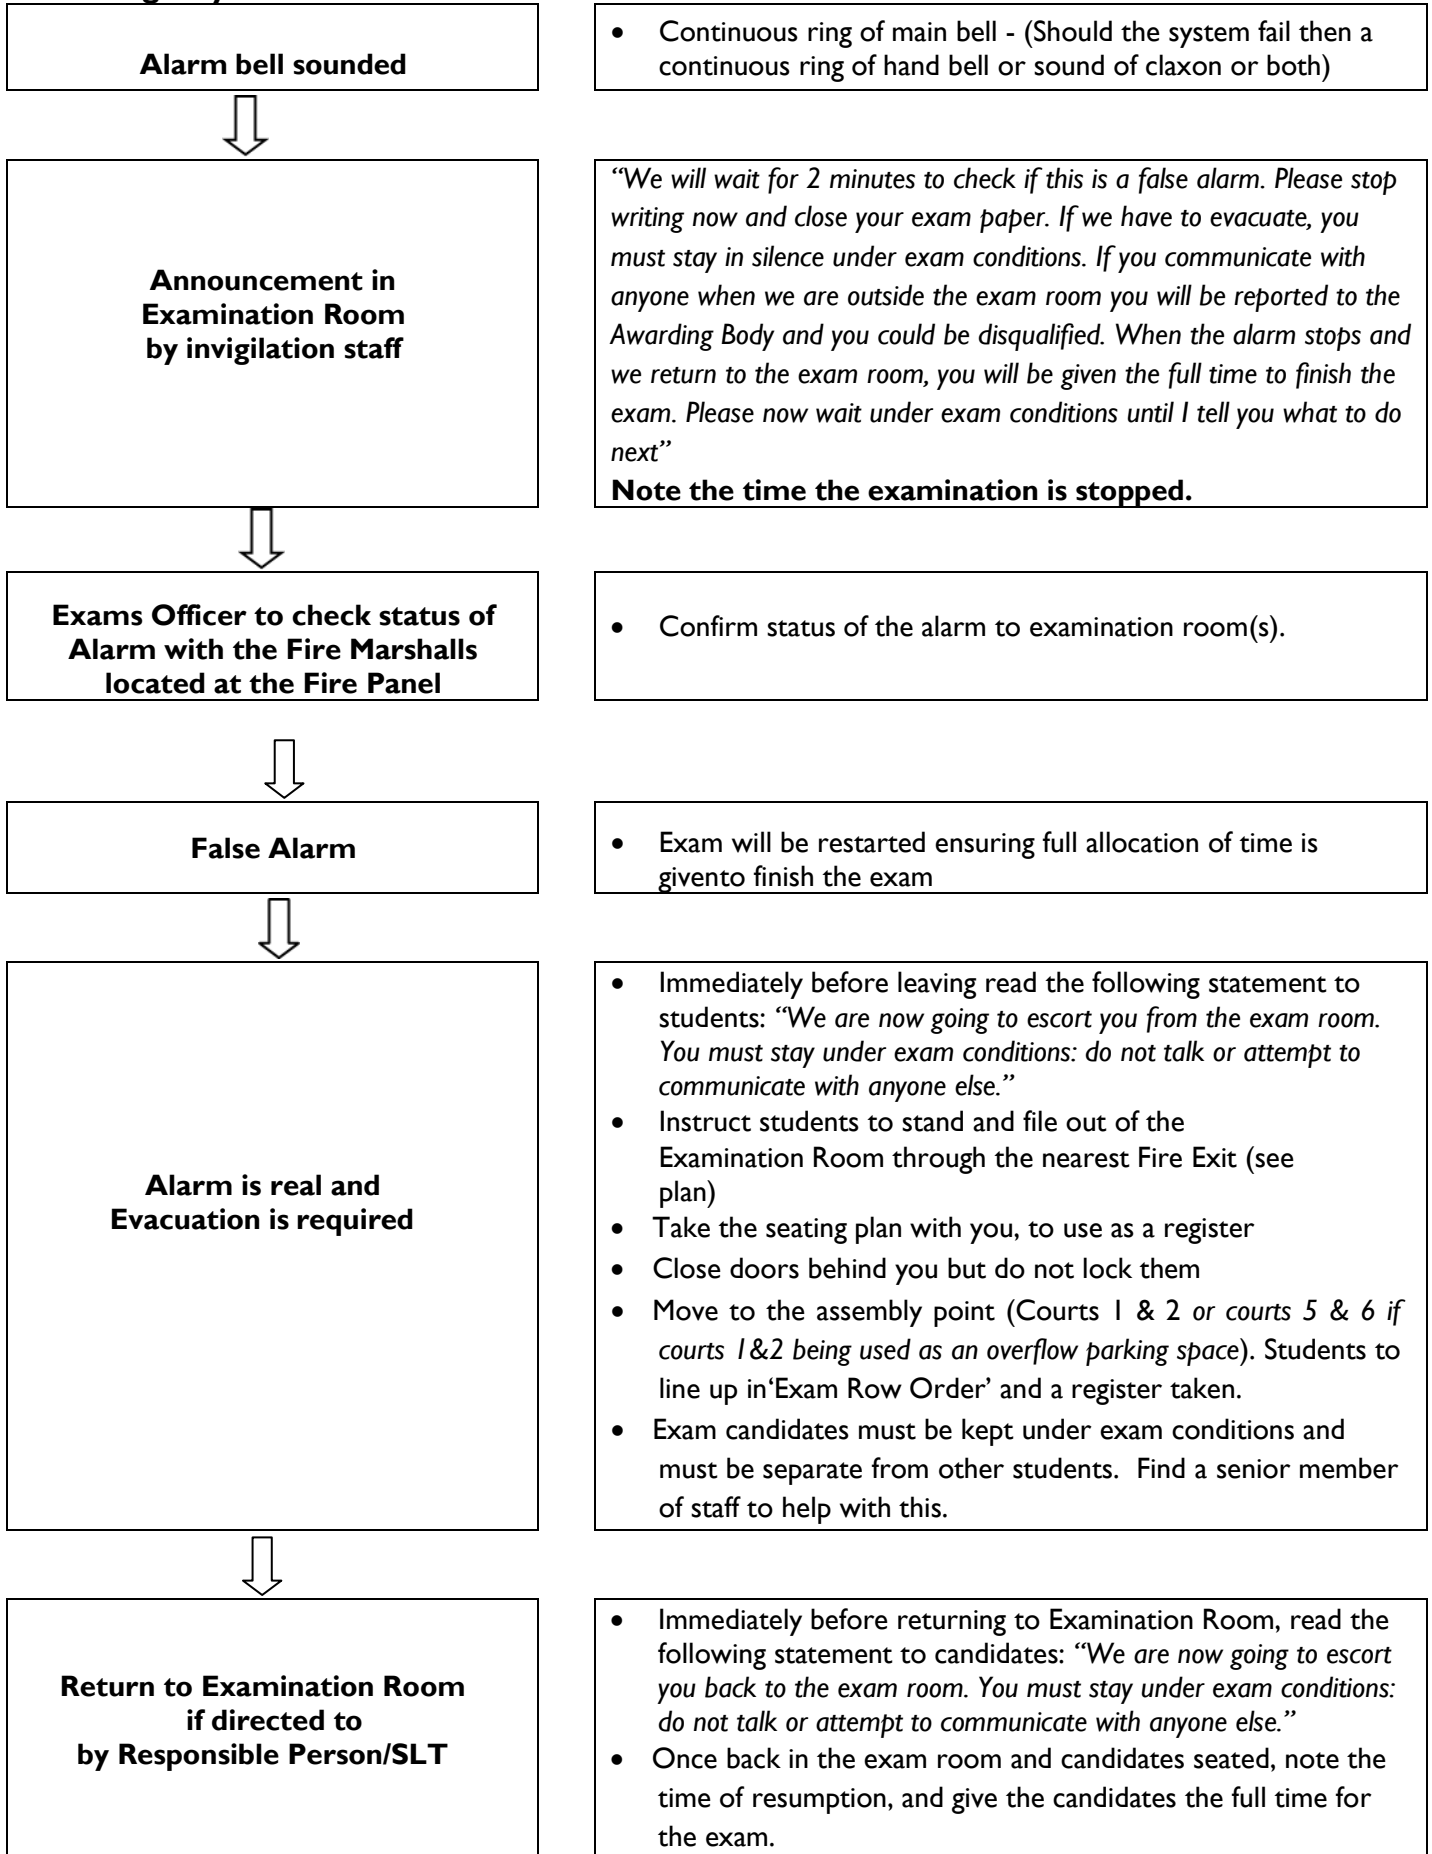 Alarm bell sounded
• Continuous ring of main bell - (Should the system fail then a
continuous ring of hand bell or sound of claxon or both)
Announcement in
Examination Room
by invigilation staff
“We will wait for 2 minutes to check if this is a false alarm. Please stop
writing now and close your exam paper. If we have to evacuate, you
must stay in silence under exam conditions. If you communicate with
anyone when we are outside the exam room you will be reported to the
Awarding Body and you could be disqualified. When the alarm stops and
we return to the exam room, you will be given the full time to finish the
exam. Please now wait under exam conditions until I tell you what to do
next”
Note the time the examination is stopped.
Exams Officer to check status of
Alarm with the Fire Marshalls
located at the Fire Panel
• Confirm status of the alarm to examination room(s).
False Alarm
• Exam will be restarted ensuring full allocation of time is
givento finish the exam
Alarm is real and
Evacuation is required
• Immediately before leaving read the following statement to
students: “We are now going to escort you from the exam room.
You must stay under exam conditions: do not talk or attempt to
communicate with anyone else.”
• Instruct students to stand and file out of the
Examination Room through the nearest Fire Exit (see
plan)
• Take the seating plan with you, to use as a register
• Close doors behind you but do not lock them
• Move to the assembly point (Courts 1 & 2 or courts 5 & 6 if
courts 1&2 being used as an overflow parking space). Students to
line up in‘Exam Row Order’ and a register taken.
• Exam candidates must be kept under exam conditions and
must be separate from other students. Find a senior member
of staff to help with this.
Return to Examination Room
if directed to
by Responsible Person/SLT
• Immediately before returning to Examination Room, read the
following statement to candidates: “We are now going to escort
you back to the exam room. You must stay under exam conditions:
do not talk or attempt to communicate with anyone else.”
• Once back in the exam room and candidates seated, note the
time of resumption, and give the candidates the full time for
the exam.